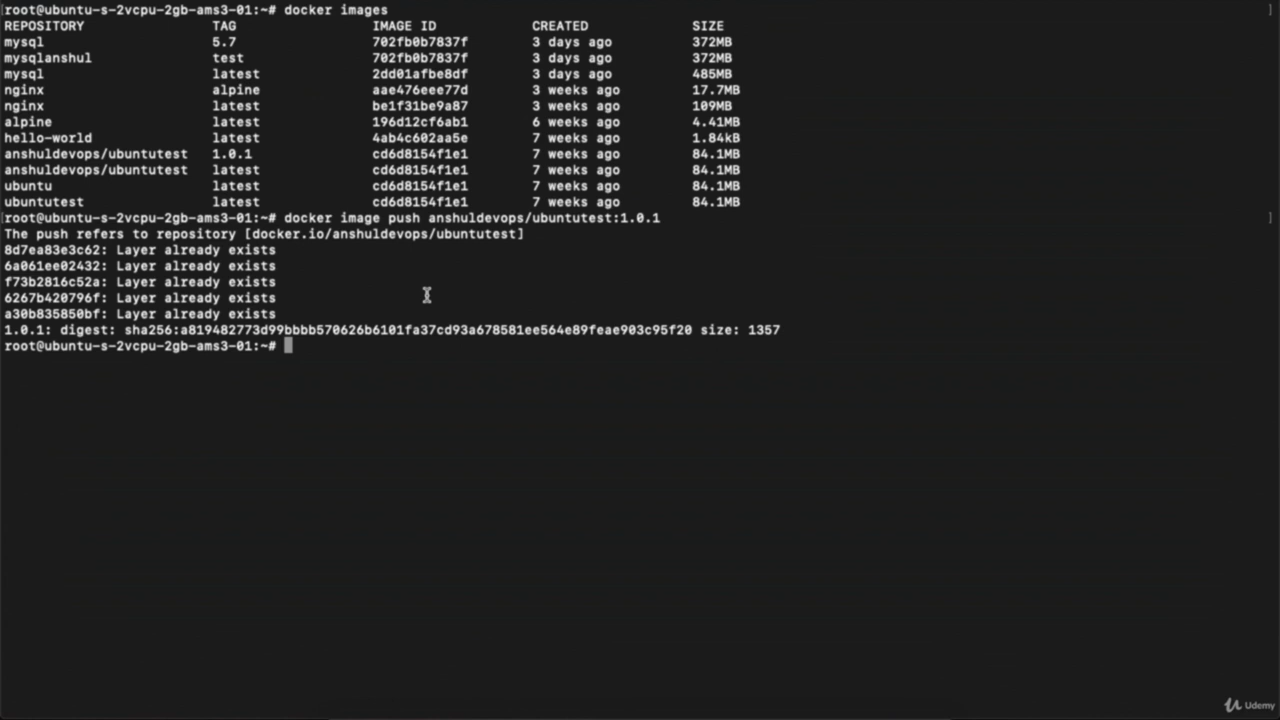 [root@ubuntu-s-2vcpu-2gb-ams3-01:~# docker images ]
REPOSITORY TAG IMAGE ID CREATED SIZE
mysql 5.7 702fb0b7837f 3 days ago 372MB
mysqlanshul test 702fb0b7837f 3 days ago 372MB
mysql latest 2dd01afbe8df 3 days ago 485MB
nginx alpine aae476eee77d 3 weeks ago 17.7MB
nginx latest be1f31be9a87 3 weeks ago 109MB
alpine latest 196d12cf6ab1 6 weeks ago 4.41MB
hello-world latest 4ab4c602aa5e 7 weeks ago 1.84kB
anshuldevops/ubuntutest 1.0.1 cd6d8154f1e1 7 weeks ago 84.1MB
anshuldevops/ubuntutest latest cd6d8154f1e1 7 weeks ago 84.1MB
ubuntu latest cd6d8154f1e1 7 weeks ago 84.1MB
ubuntutest latest cd6d8154f1e1 7 weeks ago 84.1MB
[root@ubuntu-s-2vcpu-2gb-ams3-01:~# docker image push anshuldevops/ubuntutest:1.0.1 ]
The push refers to repository [docker.io/anshuldevops/ubuntutest]
8d7ea83e3c62: Layer already exists
6a061ee02432: Layer already exists
f73b2816c52a: Layer already exists
6267b420796f: Layer already exists
a30b835850bf: Layer already exists
1.0.1: digest: sha256:a819482773d99bbbb570626b6101fa37cd93a678581ee564e89feae903c95f20 size: 1357
root@ubuntu-s-2vcpu-2gb-ams3-01:~#
Udemy